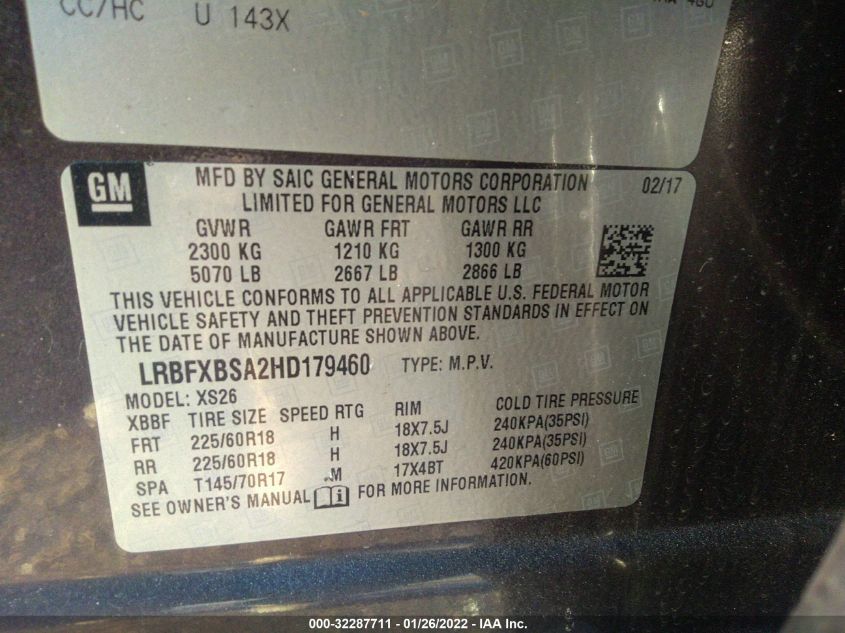 CC/HC U 143X
GM
MFD BY SAIC GENERAL MOTORS CORPORATION 02/17
LIMITED FOR GENERAL MOTORS LLC
GVWR GAWR FRT GAWR RR
2300 KG 1210 KG 1300 KG
5070 LB 2667 LB 2866 LB
THIS VEHICLE CONFORMS TO ALL APPLICABLE U.S. FEDERAL MOTOR
VEHICLE SAFETY AND THEFT PREVENTION STANDARDS IN EFFECT ON
THE DATE OF MANUFACTURE SHOWN ABOVE.
LRBFXBSA2HD179460 TYPE: M.P.V.
MODEL: XS26
XBBF TIRE SIZE SPEED RTG RIM COLD TIRE PRESSURE
FRT 225/60R18 H 18X7.5J 240KPA(35PSI)
RR 225/60R18 H 18X7.5J 240KPA(35PSI)
SPA T145/70R17 M 17X4BT 420KPA(60PSI)
SEE OWNER'S MANUAL FOR MORE INFORMATION.
000-32287711 - 01/26/2022 - IAA Inc.